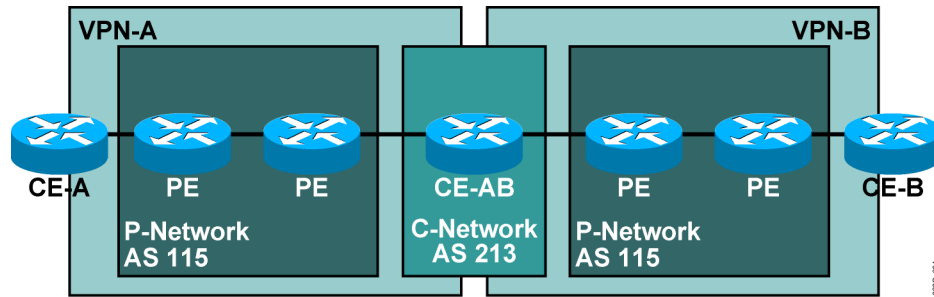 VPN-A
VPN-B
CE-A
PE
PE
CE-AB
PE
PE
CE-B
P-Network
AS 115
C-Network
AS 213
P-Network
AS 115